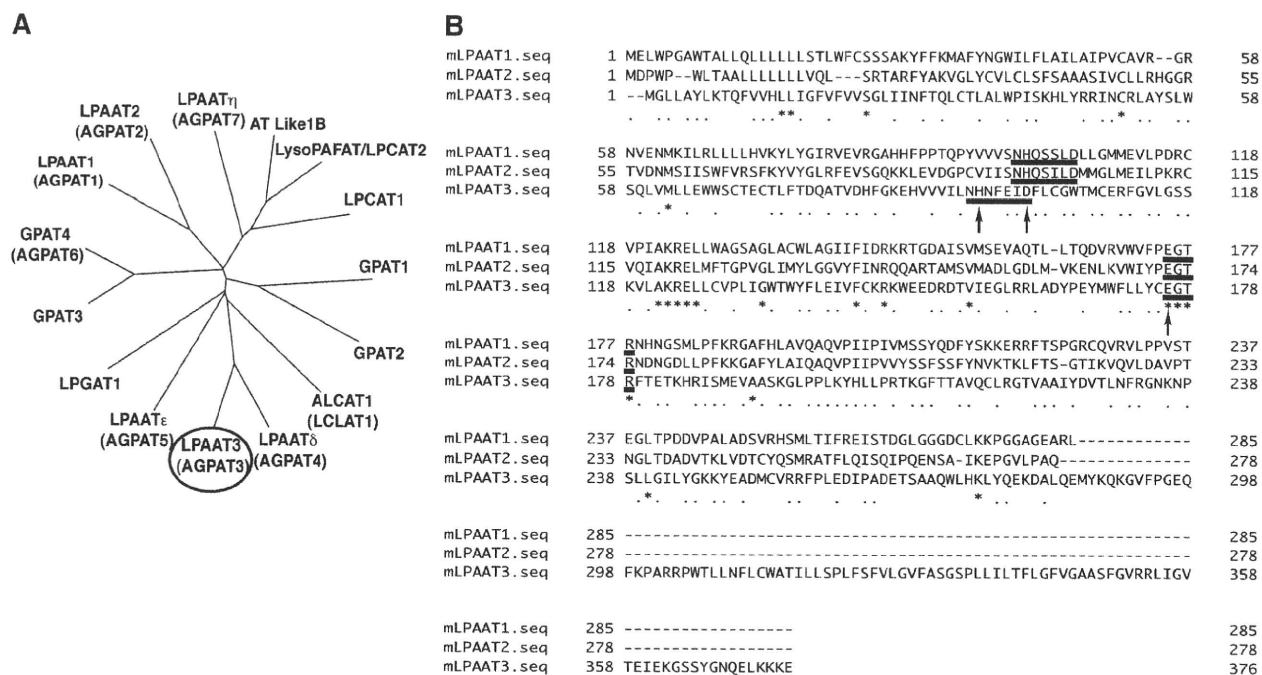 A
LPAATη
(AGPAT7)
AT Like1B
LPAAT2
(AGPAT2)
LysoPAFAT/LPCAT2
LPAAT1
(AGPAT1)
LPCAT1
GPAT4
(AGPAT6)
GPAT1
GPAT3
GPAT2
LPGAT1
ALCAT1
(LCLAT1)
LPAATε
(AGPAT5)
LPAAT3
(AGPAT3)
LPAATδ
(AGPAT4)
B
mLPAAT1.seq 1 MELWPGAWTALLQLLLLLLSTLWFCSSSAKYFFKMAFYNGWILFLAILAIPVCAVR--GR 58
mLPAAT2.seq 1 MDPWP--WLTAALLLLLLLVQL---SRTARFYAKVGLYCVLCLSFSAAASIVCLLRHGGR 55
mLPAAT3.seq 1 --MGLLAYLKTQFVVHLLIGFVFVVSGLIINFTQLCTLALWPISKHLYRRINCRLAYSLW 58
mLPAAT1.seq 58 NVENMKILRLLLLHVKYLYGIRVEVRGAHHFPPTQPYVVVSNHQSSLDLLGMMEVLPDRC 118
mLPAAT2.seq 55 TVDNMSIISWFVRSFKYVYGLRFEVSGQKKLEVDGPCVIISNHQSILDMMGLMEILPKRC 115
mLPAAT3.seq 58 SQLVMLLEWWSCTECTLFTDQATVDHFGKEHVVVILNHNFEIDFLCGWTMCERFGVLGSS 118
mLPAAT1.seq 118 VPIAKRELLWAGSAGLACWLAGIIFIDRKRTGDAISVMSEVAQTL-LTQDVRVWVFPEGT 177
mLPAAT2.seq 115 VQIAKRELMFTGPVGLIMYLGGVYFINRQQARTAMSVMADLGDLM-VKENLKVWIYPEGT 174
mLPAAT3.seq 118 KVLAKRELLCVPLIGWTWYFLEIVFCKRKWEEDRDTVIEGLRRLADYPEYMWFLLYCEGT 178
mLPAAT1.seq 177 RNHNGSMLPFKRGAFHLAVQAQVPIIPIVMSSYQDFYSKKERRFTSPGRCQVRVLPPVST 237
mLPAAT2.seq 174 RNDNGDLLPFKKGAFYLAIQAQVPIIPVVYSSFSSFYNVKTKLFTS-GTIKVQVLDAVPT 233
mLPAAT3.seq 178 RFTETKHRISMEVAASKGLPPLKYHLLPRTKGFTTAVQCLRGTVAAIYDVTLNFRGNKNP 238
mLPAAT1.seq 237 EGLTPDDVPALADSVRHSMLTIFREISTDGLGGGDCLKKPGGAGEARL------------ 285
mLPAAT2.seq 233 NGLTDADVTKLVDTCYQSMRATFLQISQIPQENSA-IKEPGVLPAQ-------------- 278
mLPAAT3.seq 238 SLLGILYGKKYEADMCVRRFPLEDIPADETSAAQWLHKLYQEKDALQEMYKQKGVFPGEQ 298
mLPAAT1.seq 285 ------------------------------------------------------------ 285
mLPAAT2.seq 278 ------------------------------------------------------------ 278
mLPAAT3.seq 298 FKPARRPWTLLNFLCWATILLSPLFSFVLGVFASGSPLLILTFLGFVGAASFGVRRLIGV 358
mLPAAT1.seq 285 ------------------ 285
mLPAAT2.seq 278 ------------------ 278
mLPAAT3.seq 358 TEIEKGSSYGNQELKKKE 376